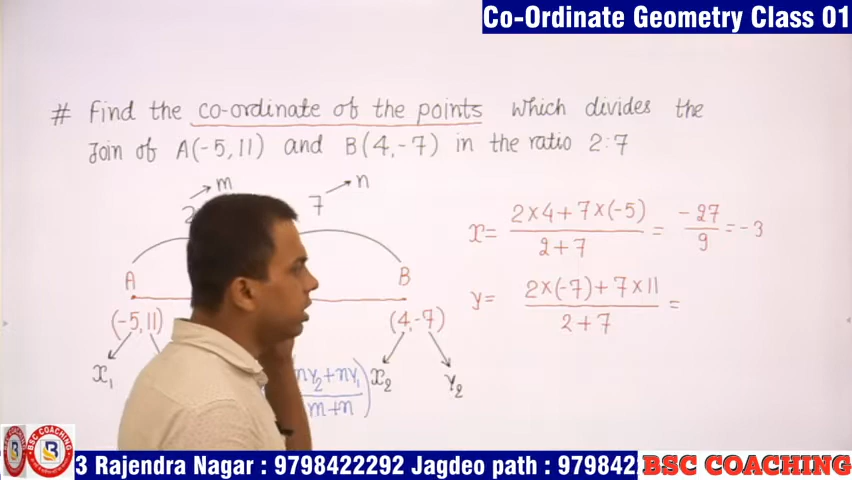 Co-Ordinate Geometry Class 01
# Find the co-ordinate of the points which divides the
Join of A(-5,11) and B(4,-7) in the ratio 2:7
m
n
2
7
A
B
(-5,11)
(4,-7)
X₁
X₂
Y₂
nY₁
m+n
x= 2×4+7×(-5) / 2+7 = -27/9 = -3
y= 2×(-7)+7×11 / 2+7 =
BSC COACHING
3 Rajendra Nagar : 9798422292 Jagdeo path : 979842
BSC COACHING